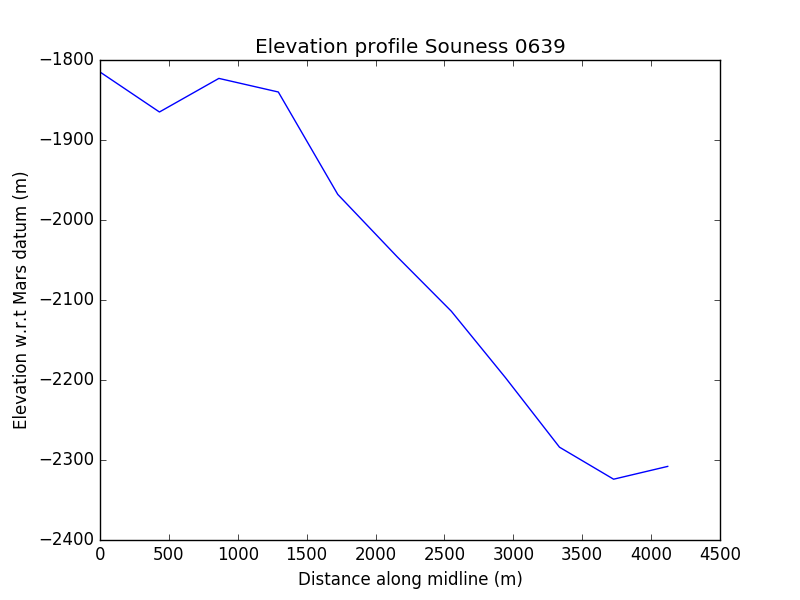 Elevation profile Souness 0639
−1800
−1900
−2000
−2100
−2200
−2300
−2400
Elevation w.r.t Mars datum (m)
0 500 1000 1500 2000 2500 3000 3500 4000 4500
Distance along midline (m)